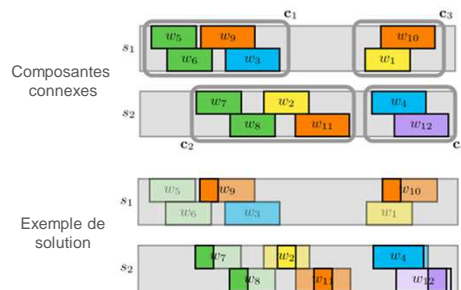 c₁
c₃
w₅ w₉ w₁₀
s₁
w₆ w₃ w₁
Composantes
connexes
w₇ w₂ w₄
s₂
w₈ w₁₁ w₁₂
c₂
w₅ w₉ w₁₀
s₁
w₆ w₃ w₁
Exemple de
solution
w₇ w₂ w₄
s₂
w₈ w₁₁ w₁₂